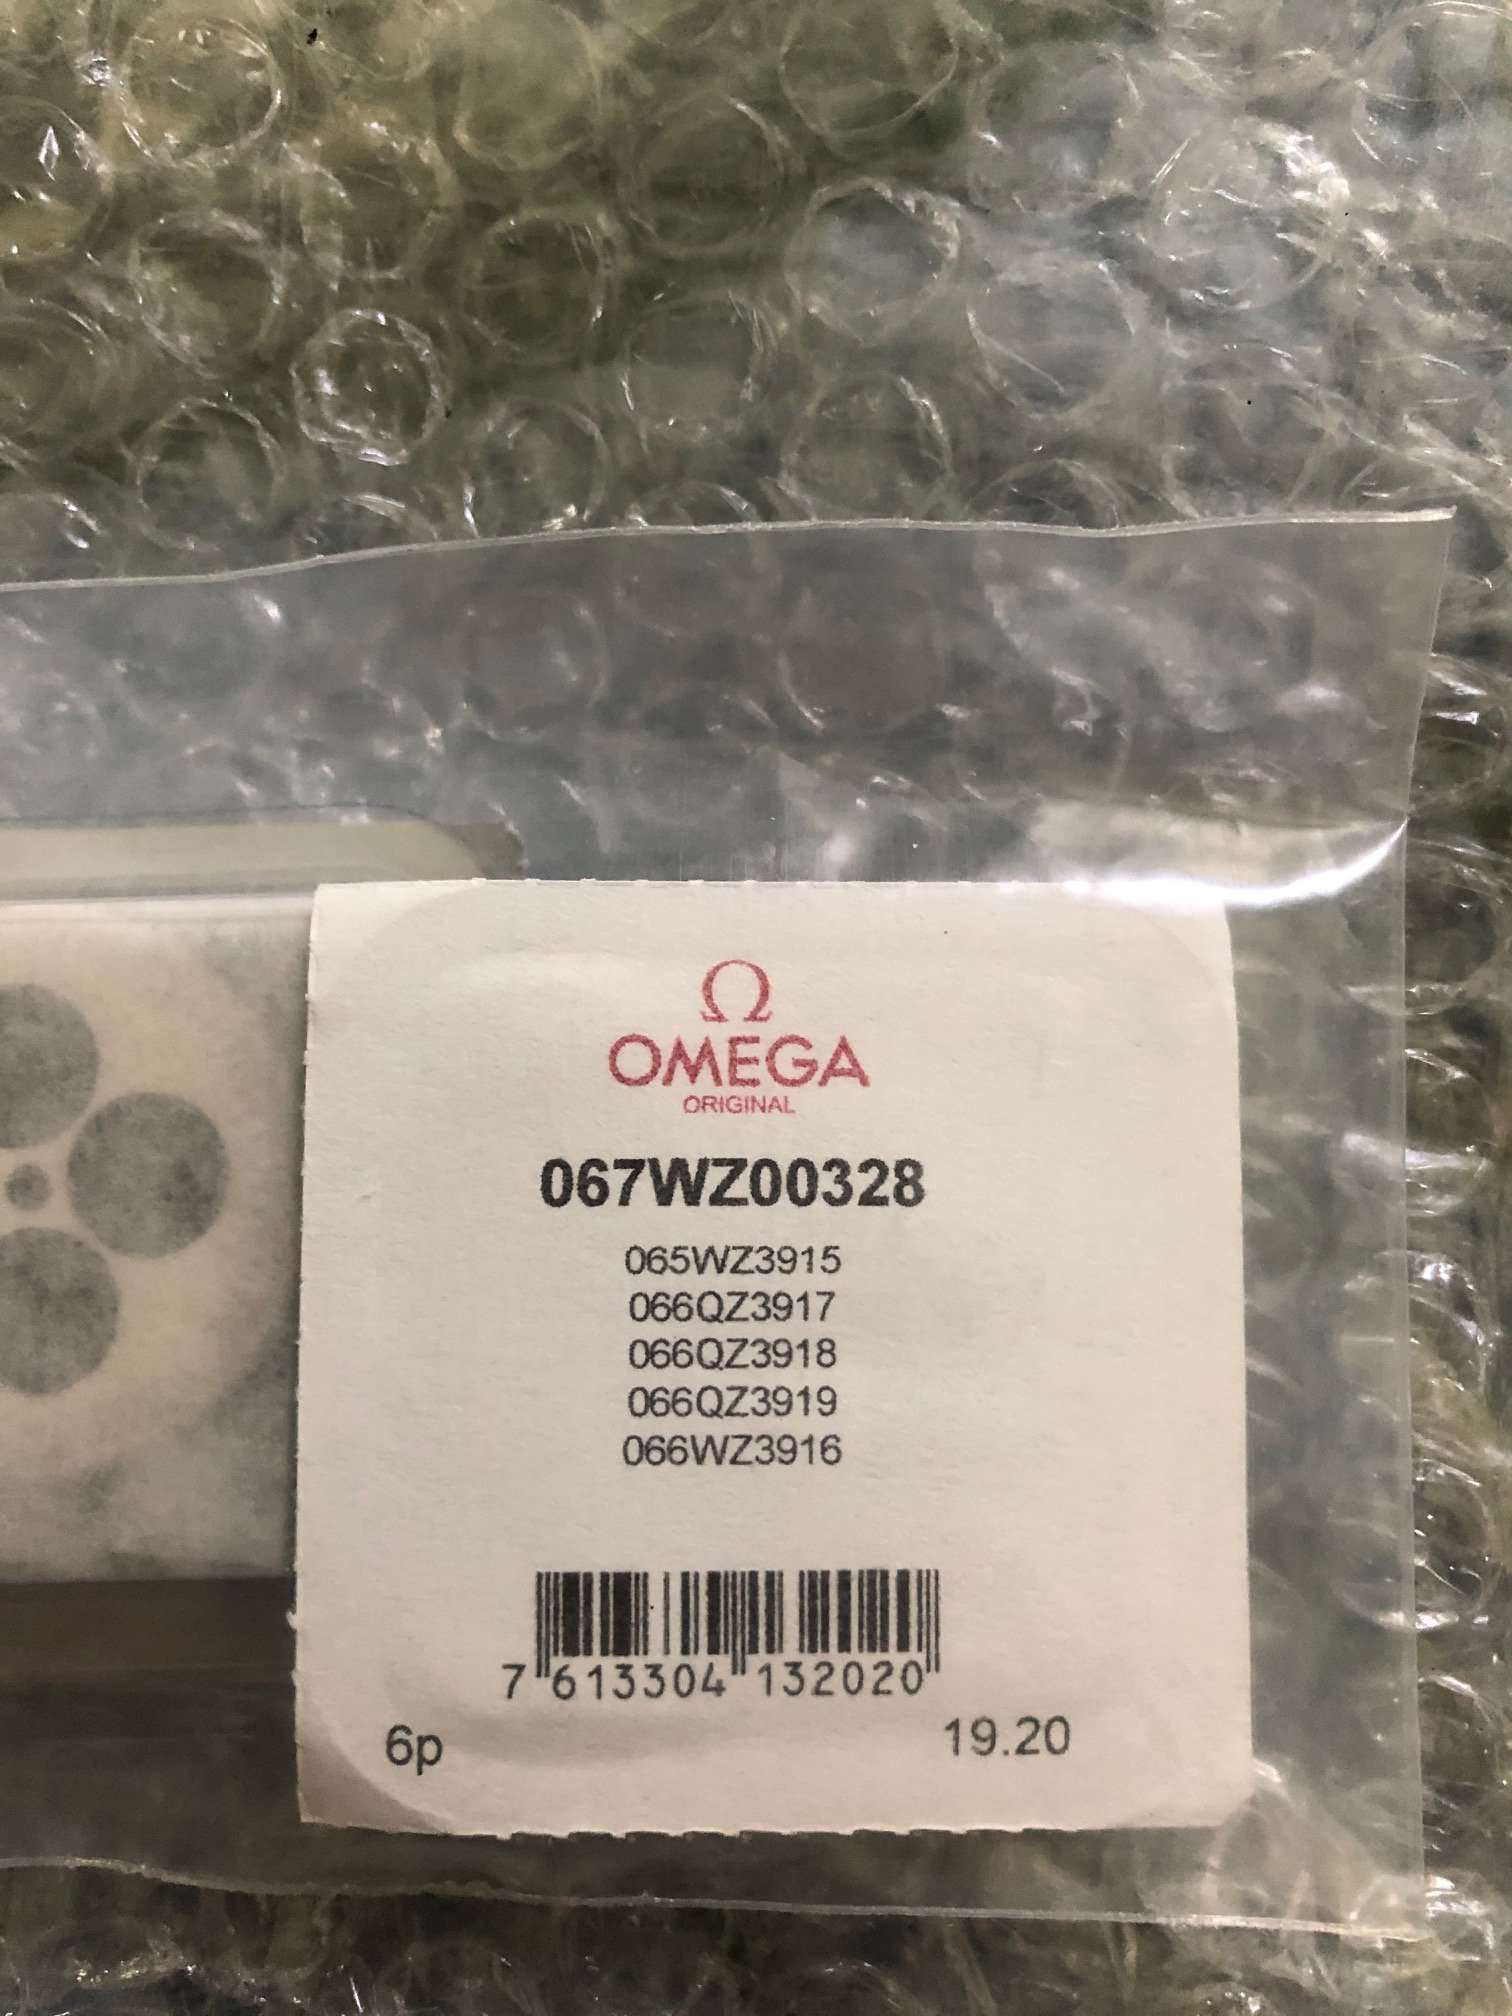 Ω
OMEGA
ORIGINAL
067WZ00328
065WZ3915
066QZ3917
066QZ3918
066QZ3919
066WZ3916
7 613304 132020
6p 19.20